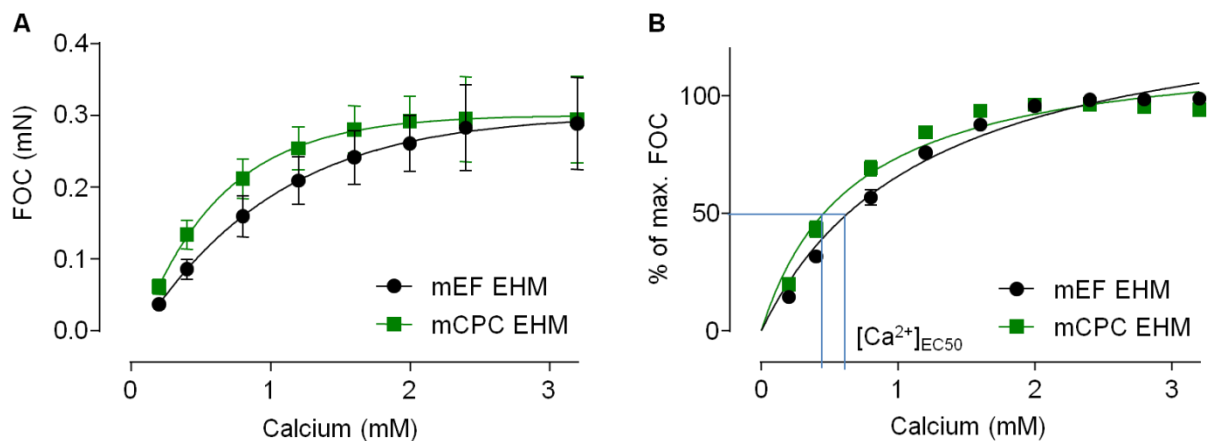 A
FOC (mN)
0.4
0.3
0.2
0.1
0.0
mEF EHM
mCPC EHM
0
1
2
3
Calcium (mM)
B
% of max. FOC
100
50
0
[Ca²⁺]EC50
mEF EHM
mCPC EHM
0
1
2
3
Calcium (mM)